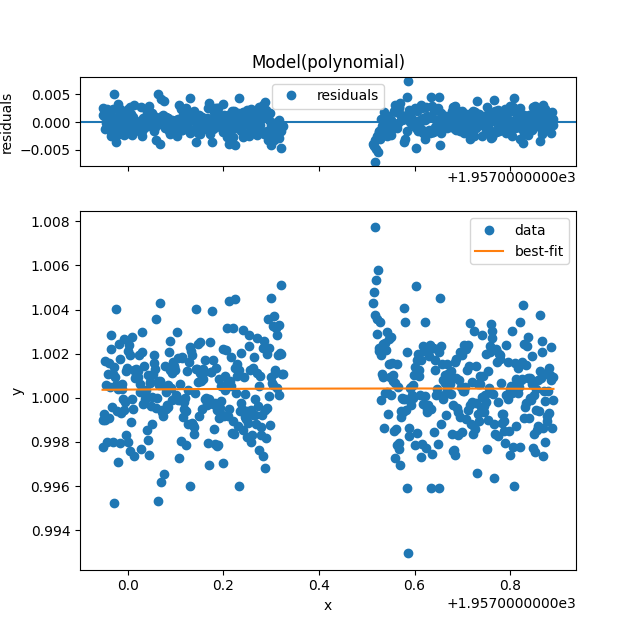 Model(polynomial)
residuals
0.005
0.000
−0.005
residuals
+1.9570000000e3
1.008
1.006
1.004
1.002
1.000
0.998
0.996
0.994
y
data
best-fit
0.0 0.2 0.4 0.6 0.8
x
+1.9570000000e3